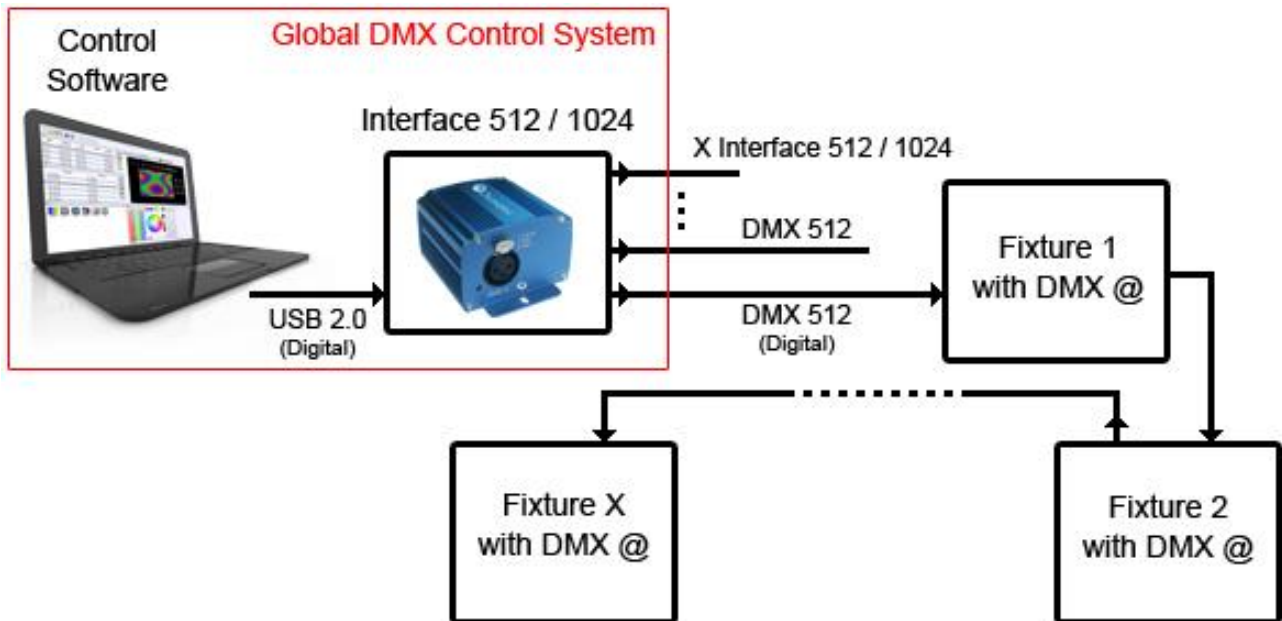 Global DMX Control System
Control
Software
Interface 512 / 1024
X Interface 512 / 1024
DMX 512
USB 2.0
(Digital)
DMX 512
(Digital)
Fixture 1
with DMX @
Fixture X
with DMX @
Fixture 2
with DMX @